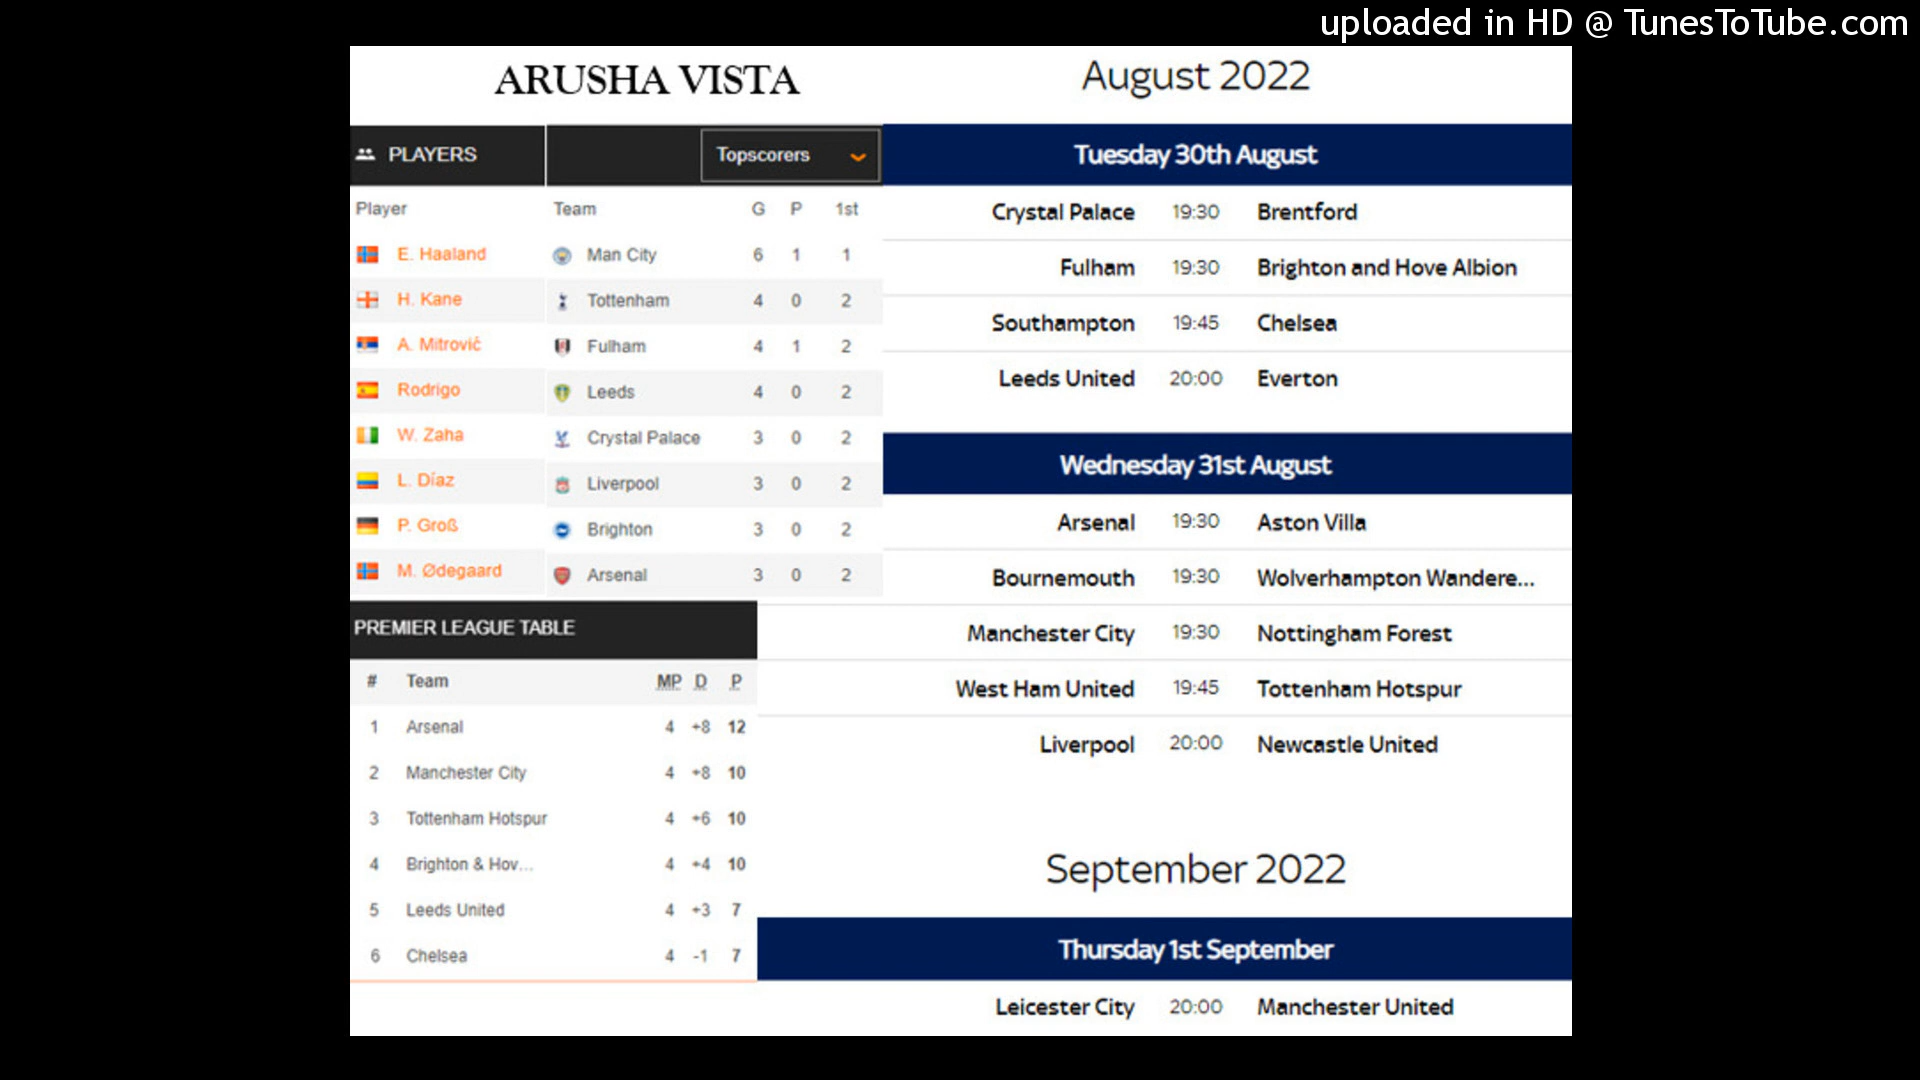 uploaded in HD @ TunesToTube.com
ARUSHA VISTA
PLAYERS Topscorers
Player Team G P 1st
E. Haaland Man City 6 1 1
H. Kane Tottenham 4 0 2
A. Mitrovič Fulham 4 1 2
Rodrigo Leeds 4 0 2
W. Zaha Crystal Palace 3 0 2
L. Díaz Liverpool 3 0 2
P. Groß Brighton 3 0 2
M. Ødegaard Arsenal 3 0 2
PREMIER LEAGUE TABLE
# Team MP D P
1 Arsenal 4 +8 12
2 Manchester City 4 +8 10
3 Tottenham Hotspur 4 +6 10
4 Brighton & Hov... 4 +4 10
5 Leeds United 4 +3 7
6 Chelsea 4 -1 7
August 2022
Tuesday 30th August
Crystal Palace 19:30 Brentford
Fulham 19:30 Brighton and Hove Albion
Southampton 19:45 Chelsea
Leeds United 20:00 Everton
Wednesday 31st August
Arsenal 19:30 Aston Villa
Bournemouth 19:30 Wolverhampton Wandere...
Manchester City 19:30 Nottingham Forest
West Ham United 19:45 Tottenham Hotspur
Liverpool 20:00 Newcastle United
September 2022
Thursday 1st September
Leicester City 20:00 Manchester United